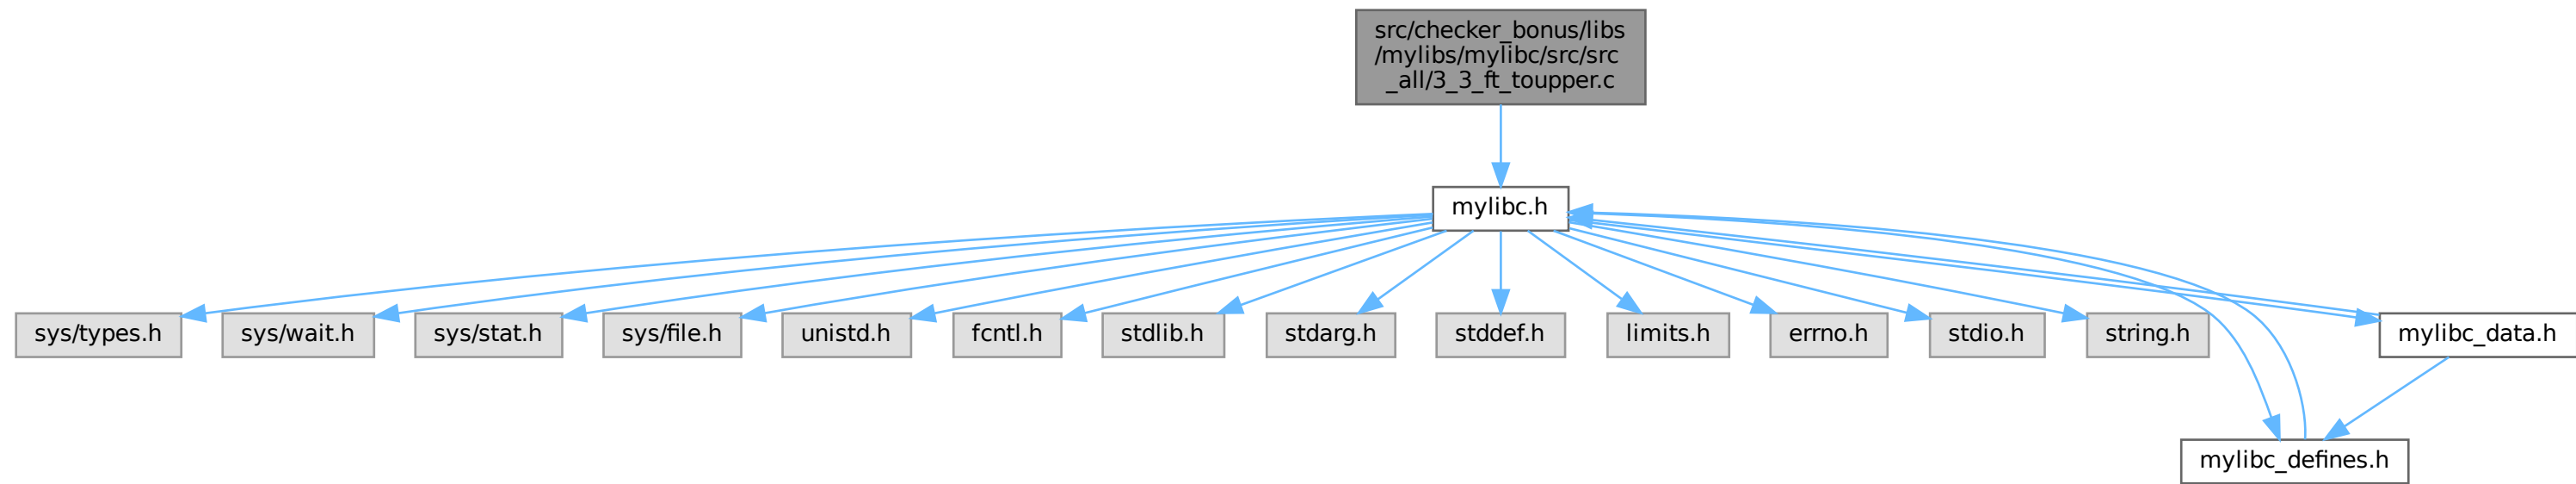 src/checker_bonus/libs
/mylibs/mylibc/src/src
_all/3_3_ft_toupper.c
mylibc.h
sys/types.h
sys/wait.h
sys/stat.h
sys/file.h
unistd.h
fcntl.h
stdlib.h
stdarg.h
stddef.h
limits.h
errno.h
stdio.h
string.h
mylibc_data.h
mylibc_defines.h